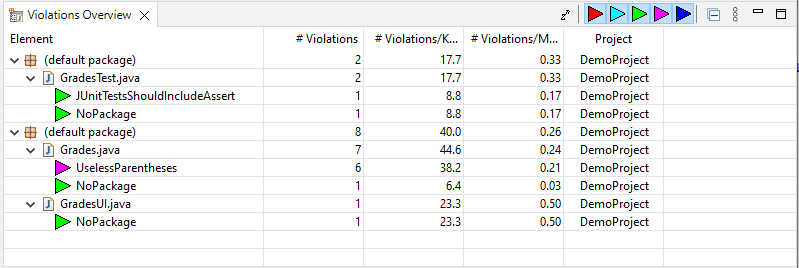 Violations Overview
Element # Violations # Violations/K... # Violations/M... Project
(default package) 2 17.7 0.33 DemoProject
GradesTest.java 2 17.7 0.33 DemoProject
JUnitTestsShouldIncludeAssert 1 8.8 0.17 DemoProject
NoPackage 1 8.8 0.17 DemoProject
(default package) 8 40.0 0.26 DemoProject
Grades.java 7 44.6 0.24 DemoProject
UselessParentheses 6 38.2 0.21 DemoProject
NoPackage 1 6.4 0.03 DemoProject
GradesUI.java 1 23.3 0.50 DemoProject
NoPackage 1 23.3 0.50 DemoProject